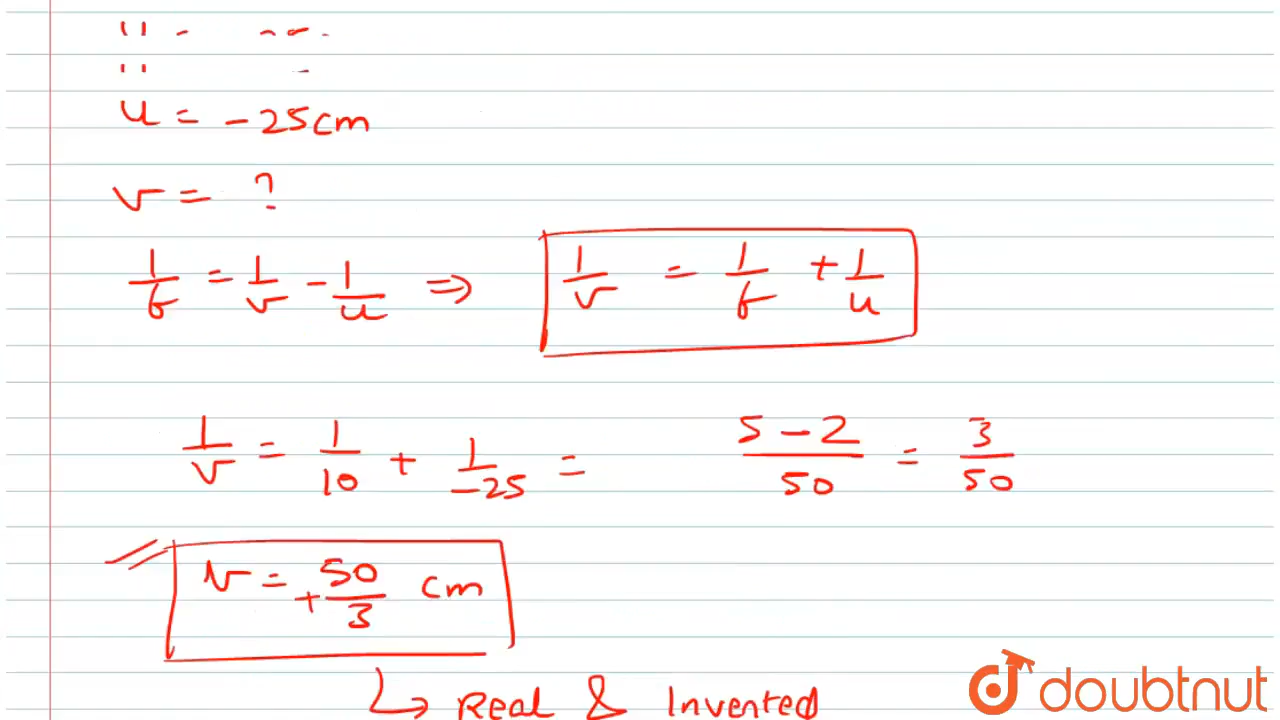 u = -25cm
v = ?
1/f = 1/v - 1/u ⇒ 1/v = 1/f + 1/u
1/v = 1/10 + 1/-25 = 5-2/50 = 3/50
v = +50/3 cm
↳ Real & Invented
doubtnut